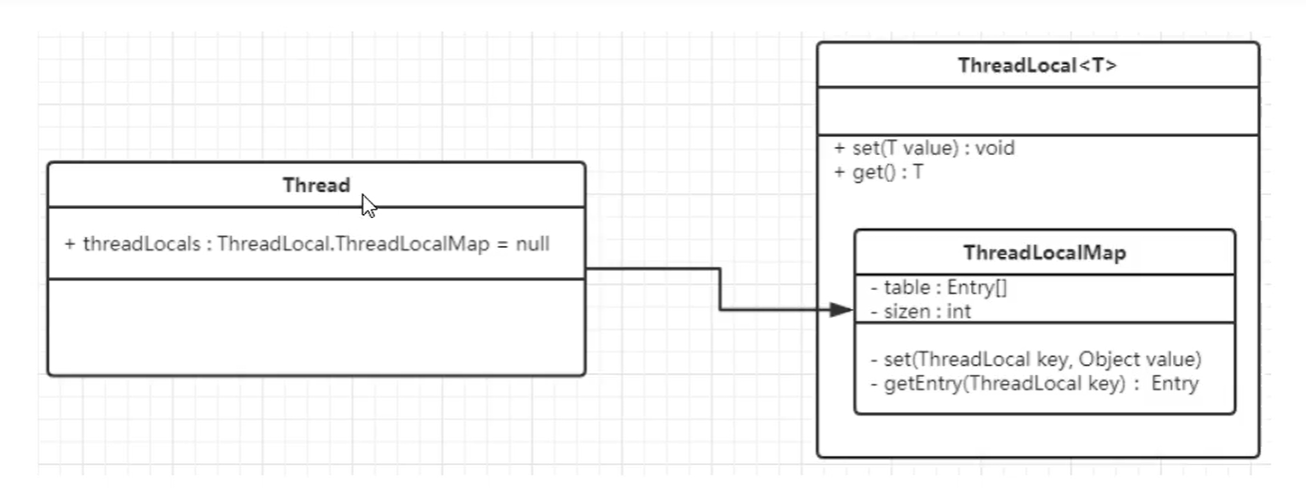 Thread
+ threadLocals : ThreadLocal.ThreadLocalMap = null
ThreadLocal<T>
+ set(T value) : void
+ get() : T
ThreadLocalMap
- table : Entry[]
- sizen : int
- set(ThreadLocal key, Object value)
- getEntry(ThreadLocal key) : Entry